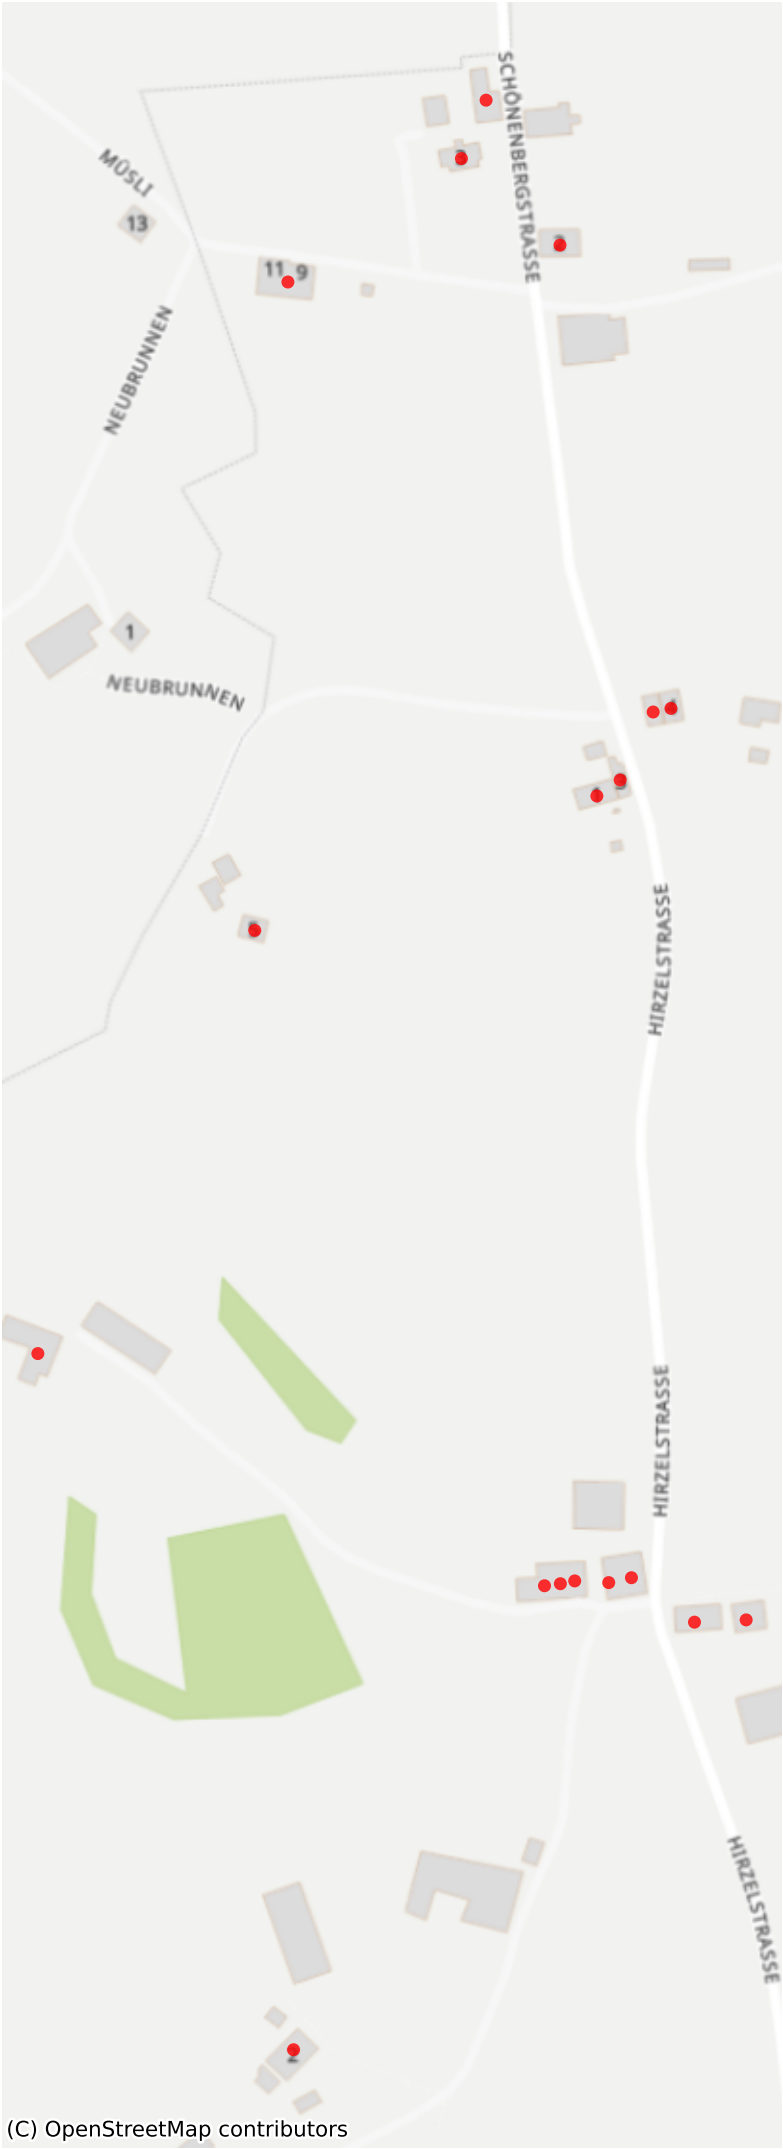 SCHÖNENBERGSTRASSE
MÜSLI
13
11 9
NEUBRUNNEN
1
NEUBRUNNEN
HIRZELSTRASSE
HIRZELSTRASSE
HIRZELSTRASSE
(C) OpenStreetMap contributors